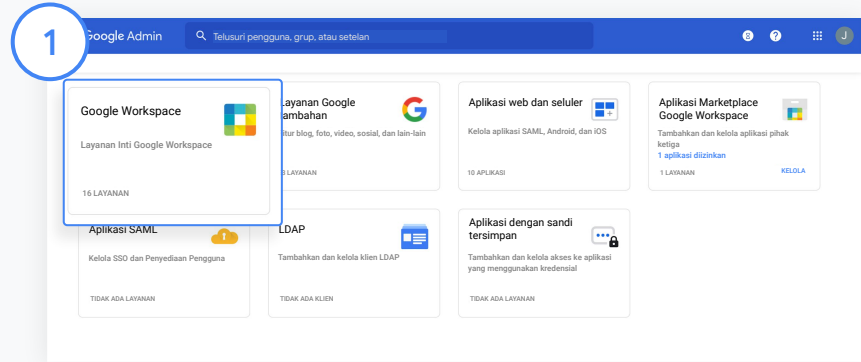 1
Google Admin
Telusuri pengguna, grup, atau setelan
J
Google Workspace
Layanan Inti Google Workspace
16 LAYANAN
Layanan Google
tambahan
fitur blog, foto, video, sosial, dan lain-lain
LAYANAN
Aplikasi web dan seluler
Kelola aplikasi SAML, Android, dan iOS
10 APLIKASI
Aplikasi Marketplace
Google Workspace
Tambahkan dan kelola aplikasi pihak
ketiga
1 aplikasi diizinkan
1 LAYANAN
KELOLA
Aplikasi SAML
Kelola SSO dan Penyediaan Pengguna
TIDAK ADA LAYANAN
LDAP
Tambahkan dan kelola klien LDAP
TIDAK ADA KLIEN
Aplikasi dengan sandi
tersimpan
Tambahkan dan kelola akses ke aplikasi
yang menggunakan kredensial
TIDAK ADA LAYANAN